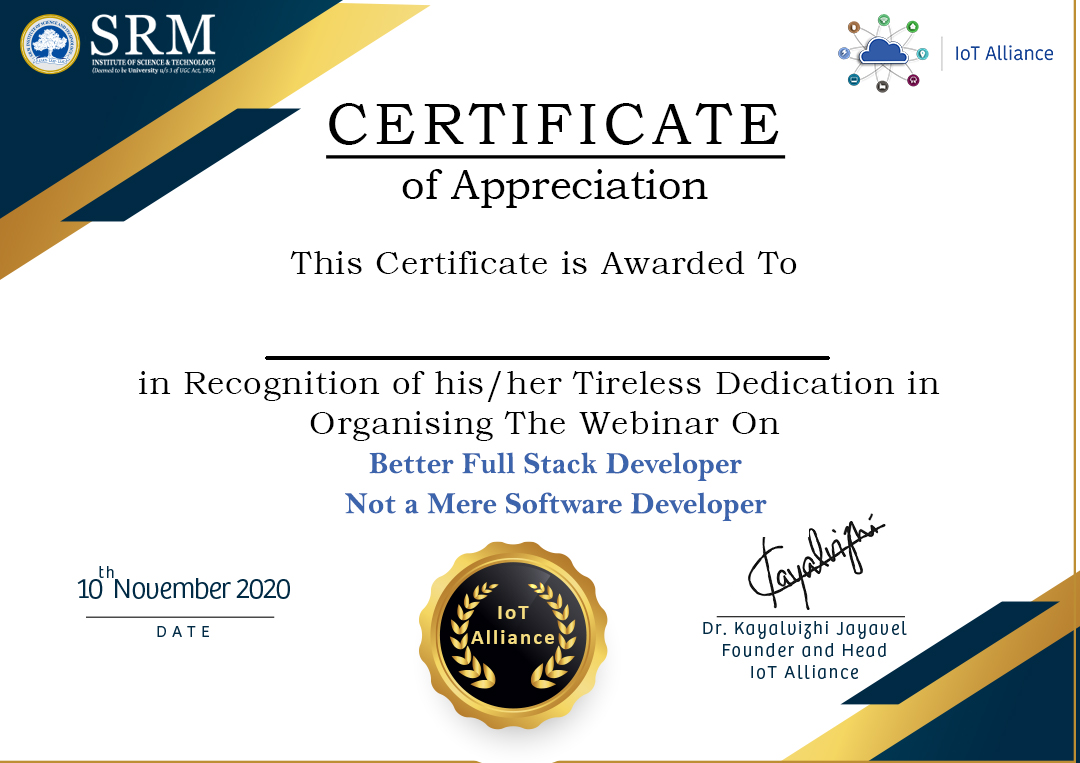 SRM
INSTITUTE OF SCIENCE & TECHNOLOGY
(Deemed to be University u/s 3 of UGC Act, 1956)
IoT Alliance
CERTIFICATE
of Appreciation
This Certificate is Awarded To
in Recognition of his/her Tireless Dedication in
Organising The Webinar On
Better Full Stack Developer
Not a Mere Software Developer
10th November 2020
DATE
IoT
Alliance
Kayalvizhi
Dr. Kayalvizhi Jayavel
Founder and Head
IoT Alliance